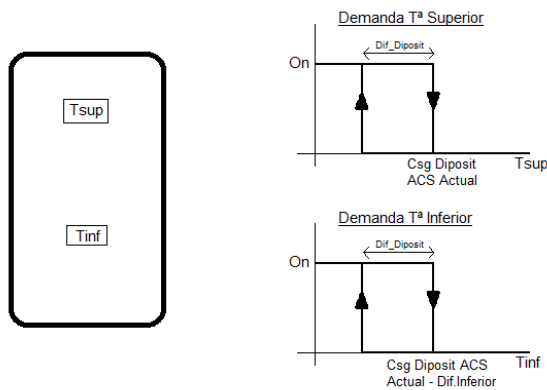 Tsup
Tinf
Demanda Tª Superior
Dif_Diposit
On
Csg Diposit
ACS Actual
Tsup
Demanda Tª Inferior
Dif_Diposit
On
Csg Diposit ACS
Actual - Dif.Inferior
Tinf